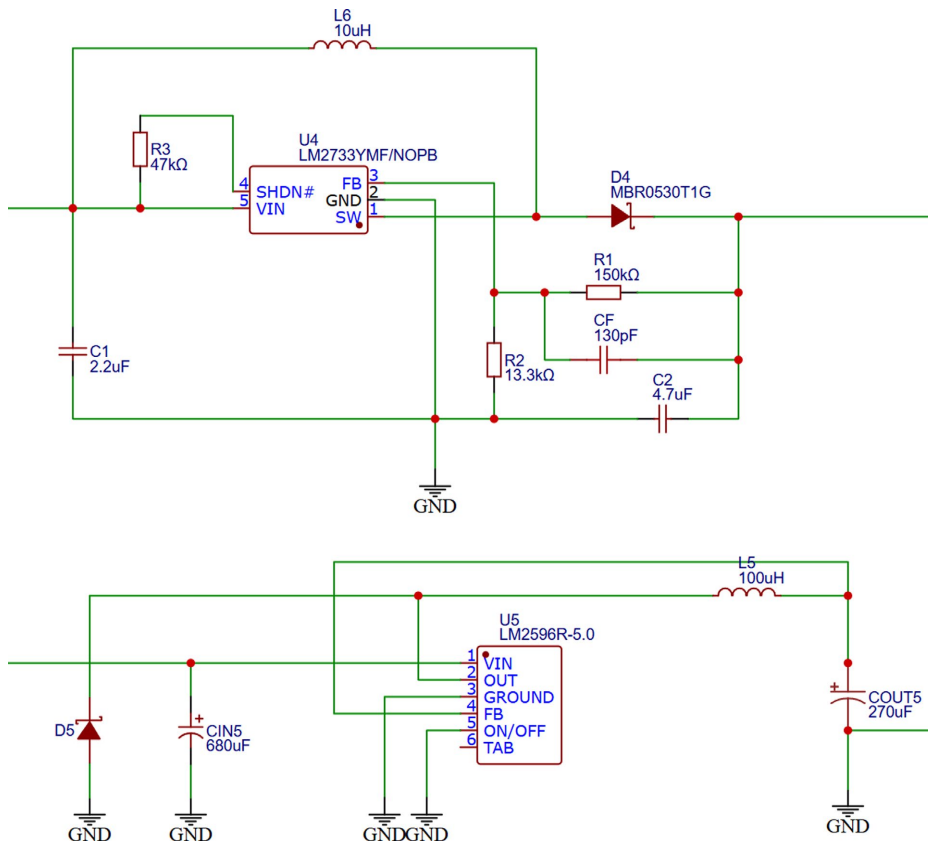 L6
10uH
R3
47kΩ
U4
LM2733YMF/NOPB
4
SHDN#
5
VIN
FB
3
GND
2
SW
1
D4
MBR0530T1G
R1
150kΩ
CF
130pF
C1
2.2uF
R2
13.3kΩ
C2
4.7uF
GND
L5
100uH
U5
LM2596R-5.0
1
VIN
2
OUT
3
GROUND
4
FB
5
ON/OFF
6
TAB
D5
CIN5
680uF
COUT5
270uF
GND
GND
GND
GND
GND